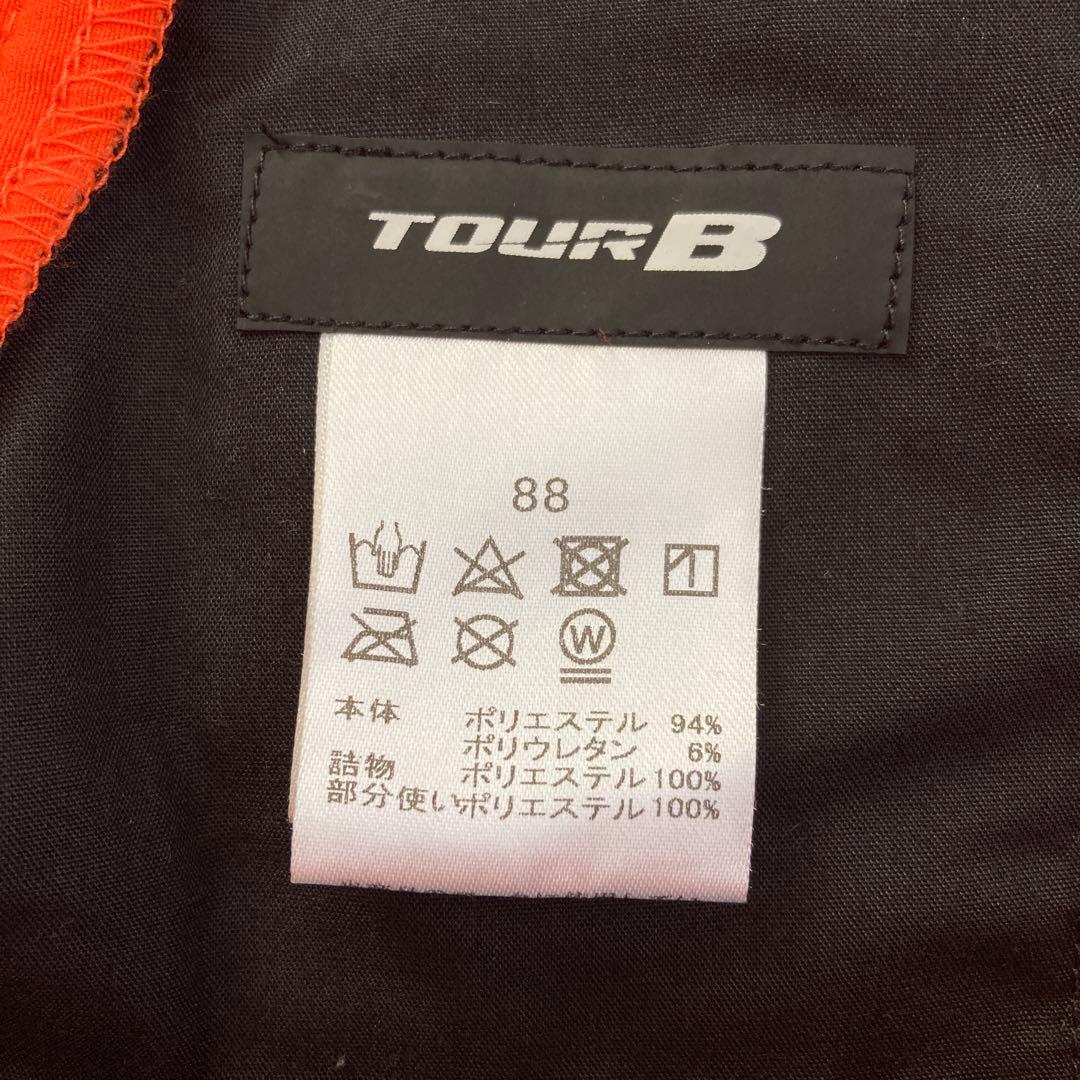 TOUR B
88
W
本体 ポリエステル 94%
ポリウレタン 6%
詰物 ポリエステル 100%
部分使い ポリエステル 100%